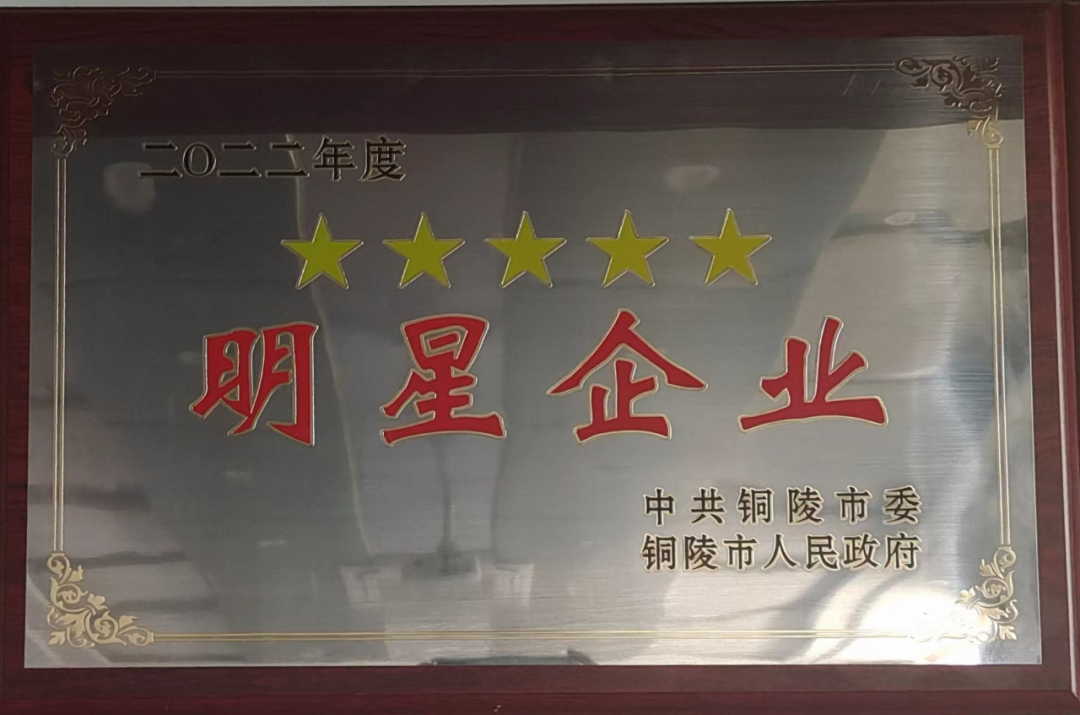 二〇二二年度
★★★★★
明星企业
中共铜陵市委
铜陵市人民政府